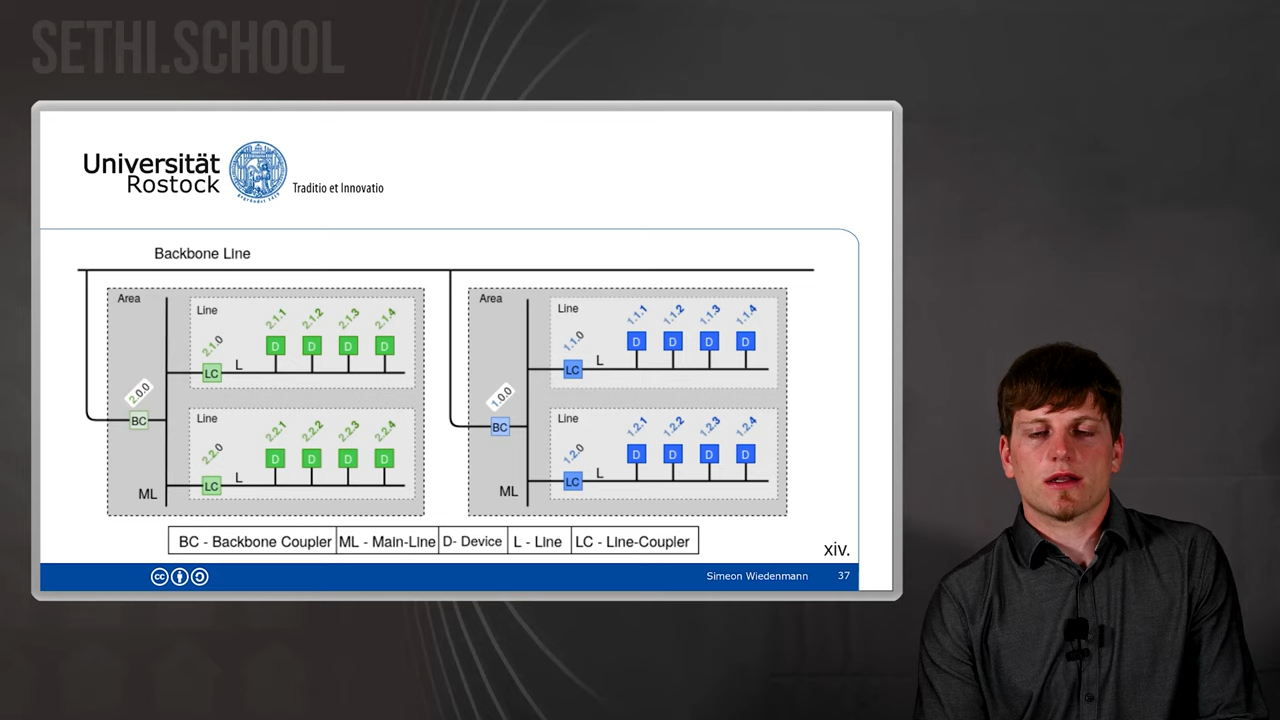 SETHI.SCHOOL
Universität
Rostock
Traditio et Innovatio
Backbone Line
Area
Line
2.1.1 2.1.2 2.1.3 2.1.4
D D D D
2.1.0
L
LC
2.0.0
BC
Line
2.2.1 2.2.2 2.2.3 2.2.4
D D D D
2.2.0
L
LC
ML
Area
Line
1.1.1 1.1.2 1.1.3 1.1.4
D D D D
1.1.0
L
LC
1.0.0
BC
Line
1.2.1 1.2.2 1.2.3 1.2.4
D D D D
1.2.0
L
LC
ML
BC - Backbone Coupler ML - Main-Line D- Device L - Line LC - Line-Coupler
xiv.
cc
Simeon Wiedenmann 37